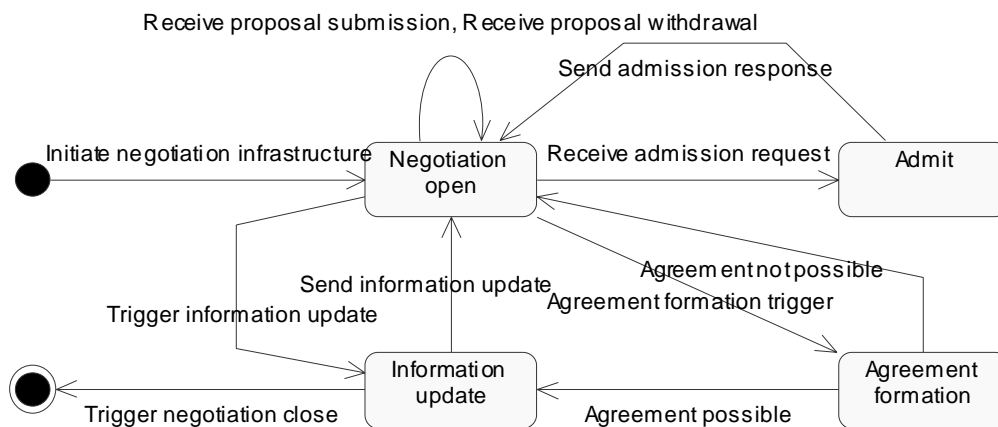 Receive proposal submission, Receive proposal withdrawal
Send admission response
Initiate negotiation infrastructure
Negotiation
open
Receive admission request
Admit
Agreement not possible
Send information update
Agreement formation trigger
Trigger information update
Information
update
Agreement
formation
Trigger negotiation close
Agreement possible